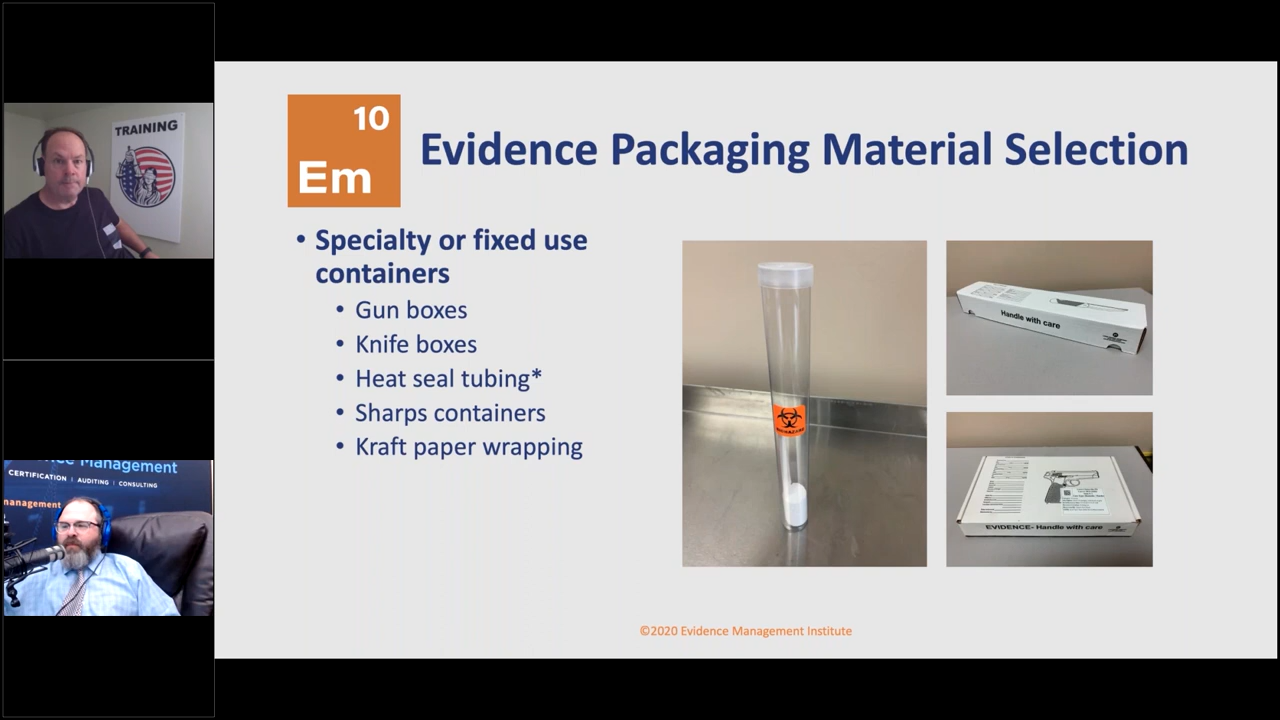 TRAINING
ence Management
CERTIFICATION | AUDITING | CONSULTING
management
10
Em
Evidence Packaging Material Selection
• Specialty or fixed use
containers
• Gun boxes
• Knife boxes
• Heat seal tubing*
• Sharps containers
• Kraft paper wrapping
Handle with care
EVIDENCE- Handle with care
©2020 Evidence Management Institute